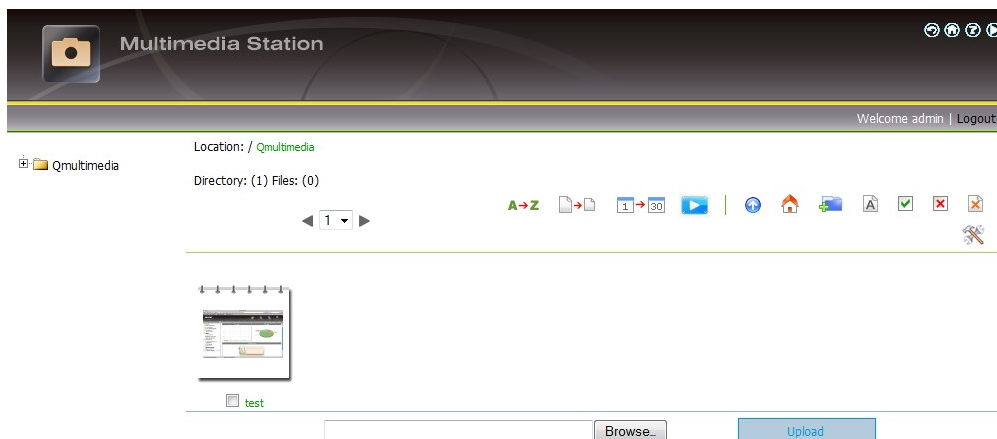 Multimedia Station
Welcome admin | Logout
Qmultimedia
Location: / Qmultimedia
Directory: (1) Files: (0)
A→Z
1→30
1
A
test
Browse..
Upload